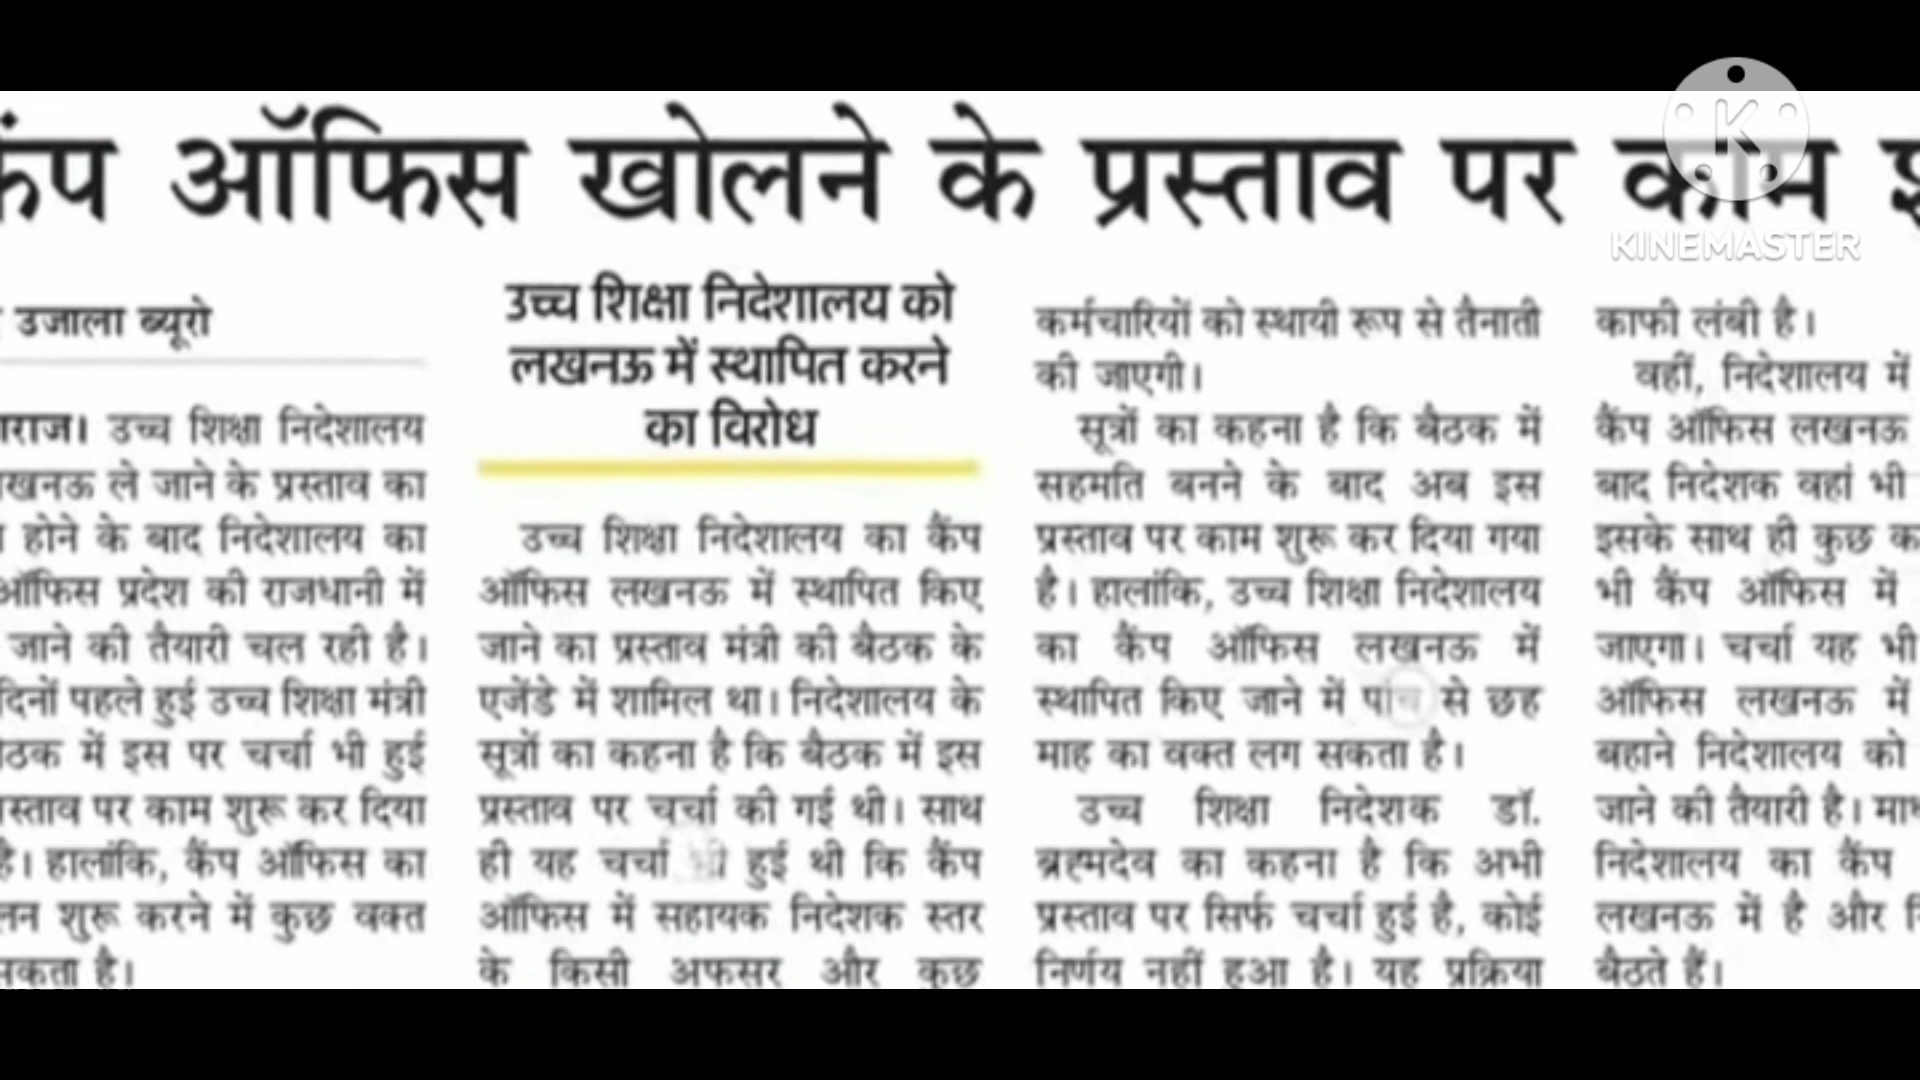 कैंप ऑफिस खोलने के प्रस्ताव पर काम
KINEMASTER
उजाला ब्यूरो
उच्च शिक्षा निदेशालय
ले जाने के प्रस्ताव का
होने के बाद निदेशालय का
ऑफिस प्रदेश की राजधानी में
जाने की तैयारी चल रही है।
दिनों पहले हुई उच्च शिक्षा मंत्री
में इस पर चर्चा भी हुई
पर काम शुरू कर दिया
है। हालांकि, कैंप ऑफिस का
शुरू करने में कुछ वक्त
सकता है।
उच्च शिक्षा निदेशालय को
लखनऊ में स्थापित करने
का विरोध
उच्च शिक्षा निदेशालय का कैंप
ऑफिस लखनऊ में स्थापित किए
जाने का प्रस्ताव मंत्री की बैठक के
एजेंडे में शामिल था। निदेशालय के
सूत्रों का कहना है कि बैठक में इस
प्रस्ताव पर चर्चा की गई थी। साथ
ही यह चर्चा भी हुई थी कि कैंप
ऑफिस में सहायक निदेशक स्तर
के किसी अफसर और कुछ
कर्मचारियों को स्थायी रूप से तैनाती
की जाएगी।
सूत्रों का कहना है कि बैठक में
सहमति बनने के बाद अब इस
प्रस्ताव पर काम शुरू कर दिया गया
है। हालांकि, उच्च शिक्षा निदेशालय
का कैंप ऑफिस लखनऊ में
स्थापित किए जाने में पांच से छह
माह का वक्त लग सकता है।
उच्च शिक्षा निदेशक डॉ.
ब्रह्मदेव का कहना है कि अभी
प्रस्ताव पर सिर्फ चर्चा हुई है, कोई
निर्णय नहीं हुआ है। यह प्रक्रिया
काफी लंबी है।
वहीं, निदेशालय में
कैंप ऑफिस लखनऊ
बाद निदेशक वहां भी
इसके साथ ही कुछ
भी कैंप ऑफिस में
जाएगा। चर्चा यह भी
ऑफिस लखनऊ में
बहाने निदेशालय को
जाने की तैयारी है।
निदेशालय का कैंप
लखनऊ में है और
बैठते हैं।